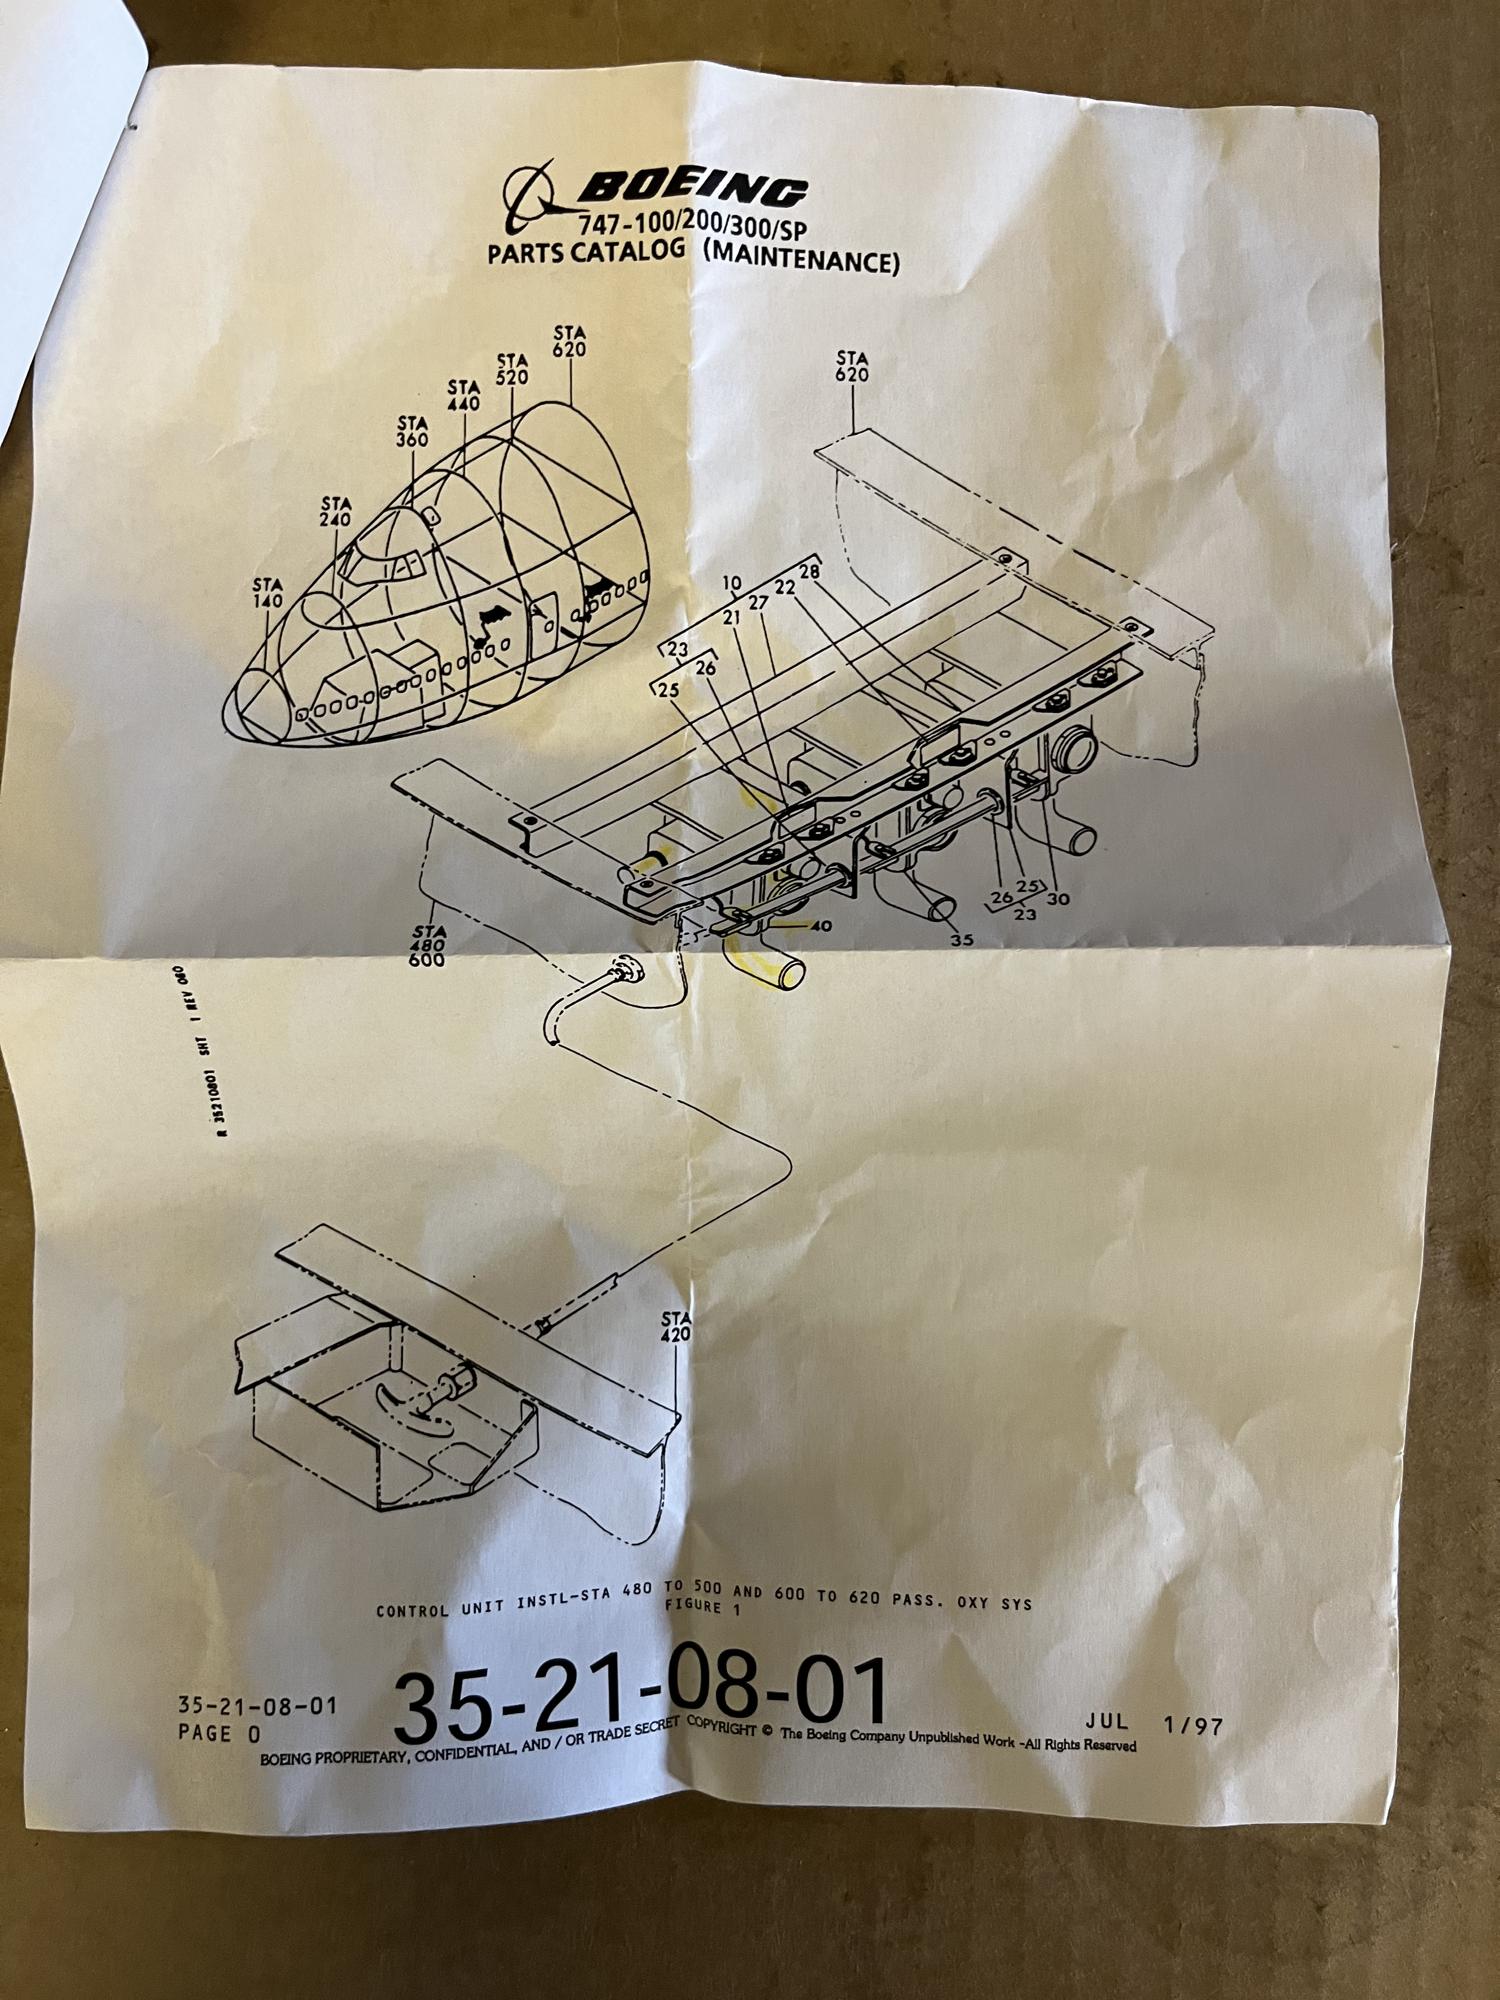 BOEING
747-100/200/300/SP
PARTS CATALOG (MAINTENANCE)
STA
620
STA
520
STA
440
STA
360
STA
240
STA
140
STA
620
10
28
22
27
21
23
26
25
25
26
23
30
35
40
STA
480
600
R 35210801 SHT 1 REV 060
STA
420
CONTROL UNIT INSTL-STA 480 TO 500 AND 600 TO 620 PASS. OXY SYS
FIGURE 1
35-21-08-01
35-21-08-01
PAGE 0
JUL 1/97
BOEING PROPRIETARY, CONFIDENTIAL, AND / OR TRADE SECRET COPYRIGHT © The Boeing Company Unpublished Work -All Rights Reserved